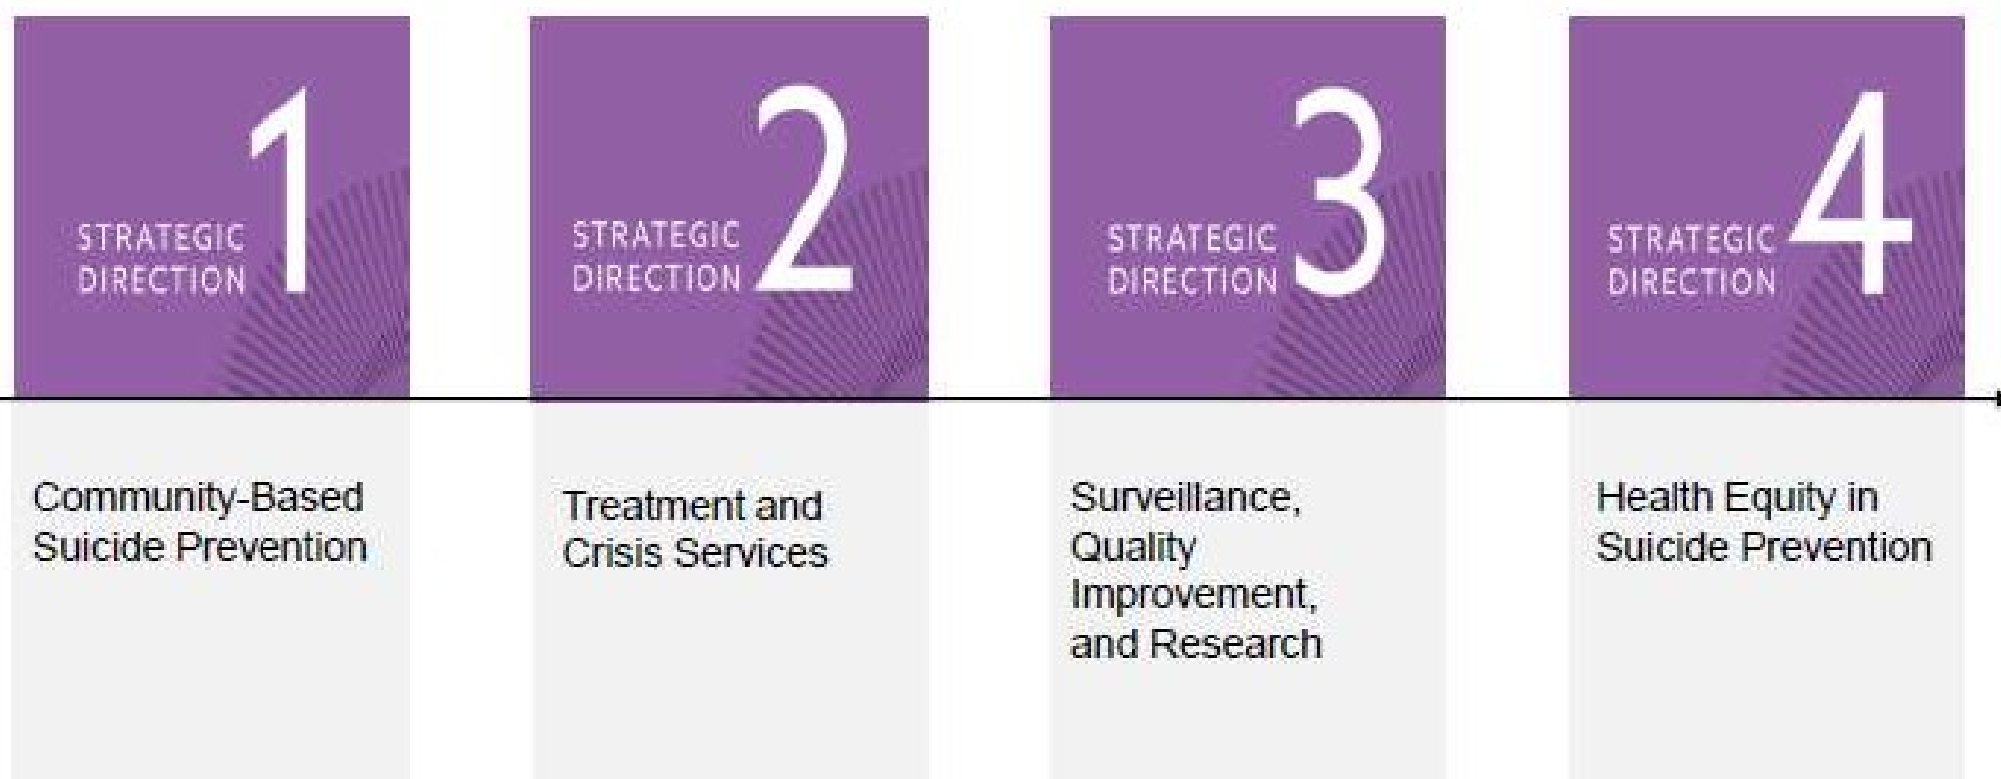 STRATEGIC
DIRECTION
1
Community-Based
Suicide Prevention
STRATEGIC
DIRECTION
2
Treatment and
Crisis Services
STRATEGIC
DIRECTION
3
Surveillance,
Quality
Improvement,
and Research
STRATEGIC
DIRECTION
4
Health Equity in
Suicide Prevention